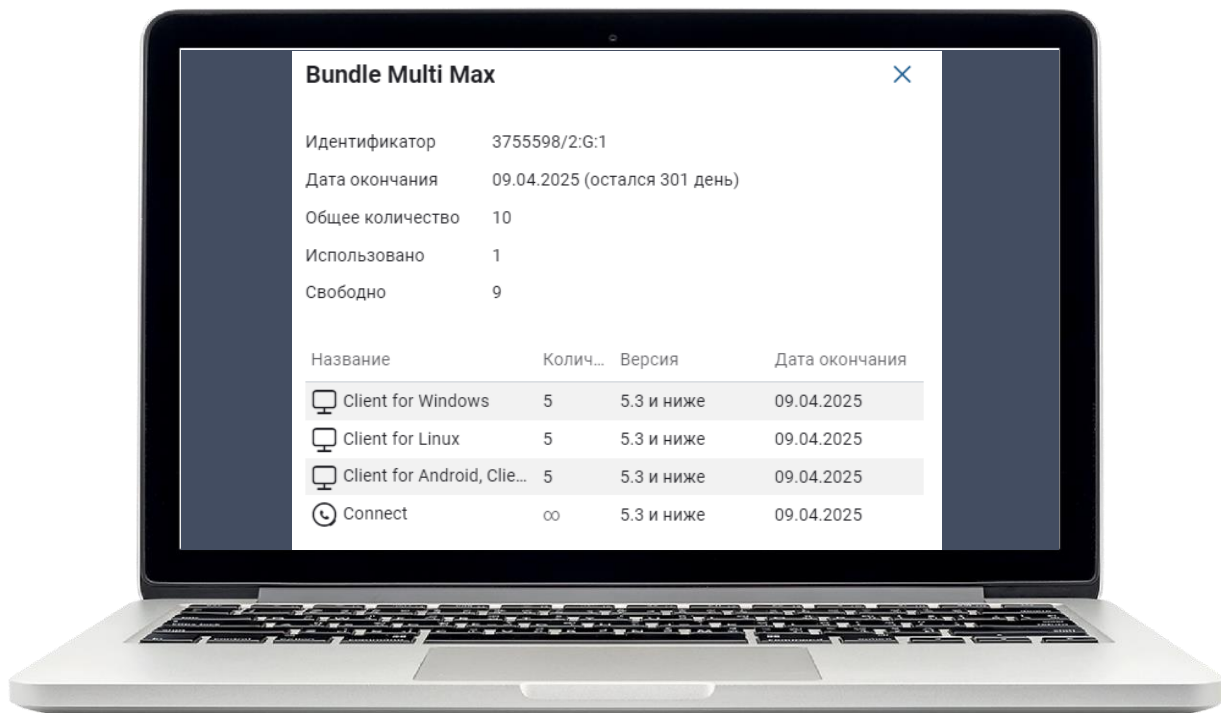 Bundle Multi Max
Идентификатор 3755598/2:G:1
Дата окончания 09.04.2025 (остался 301 день)
Общее количество 10
Использовано 1
Свободно 9
Название Колич... Версия Дата окончания
Client for Windows 5 5.3 и ниже 09.04.2025
Client for Linux 5 5.3 и ниже 09.04.2025
Client for Android, Clie... 5 5.3 и ниже 09.04.2025
Connect ∞ 5.3 и ниже 09.04.2025